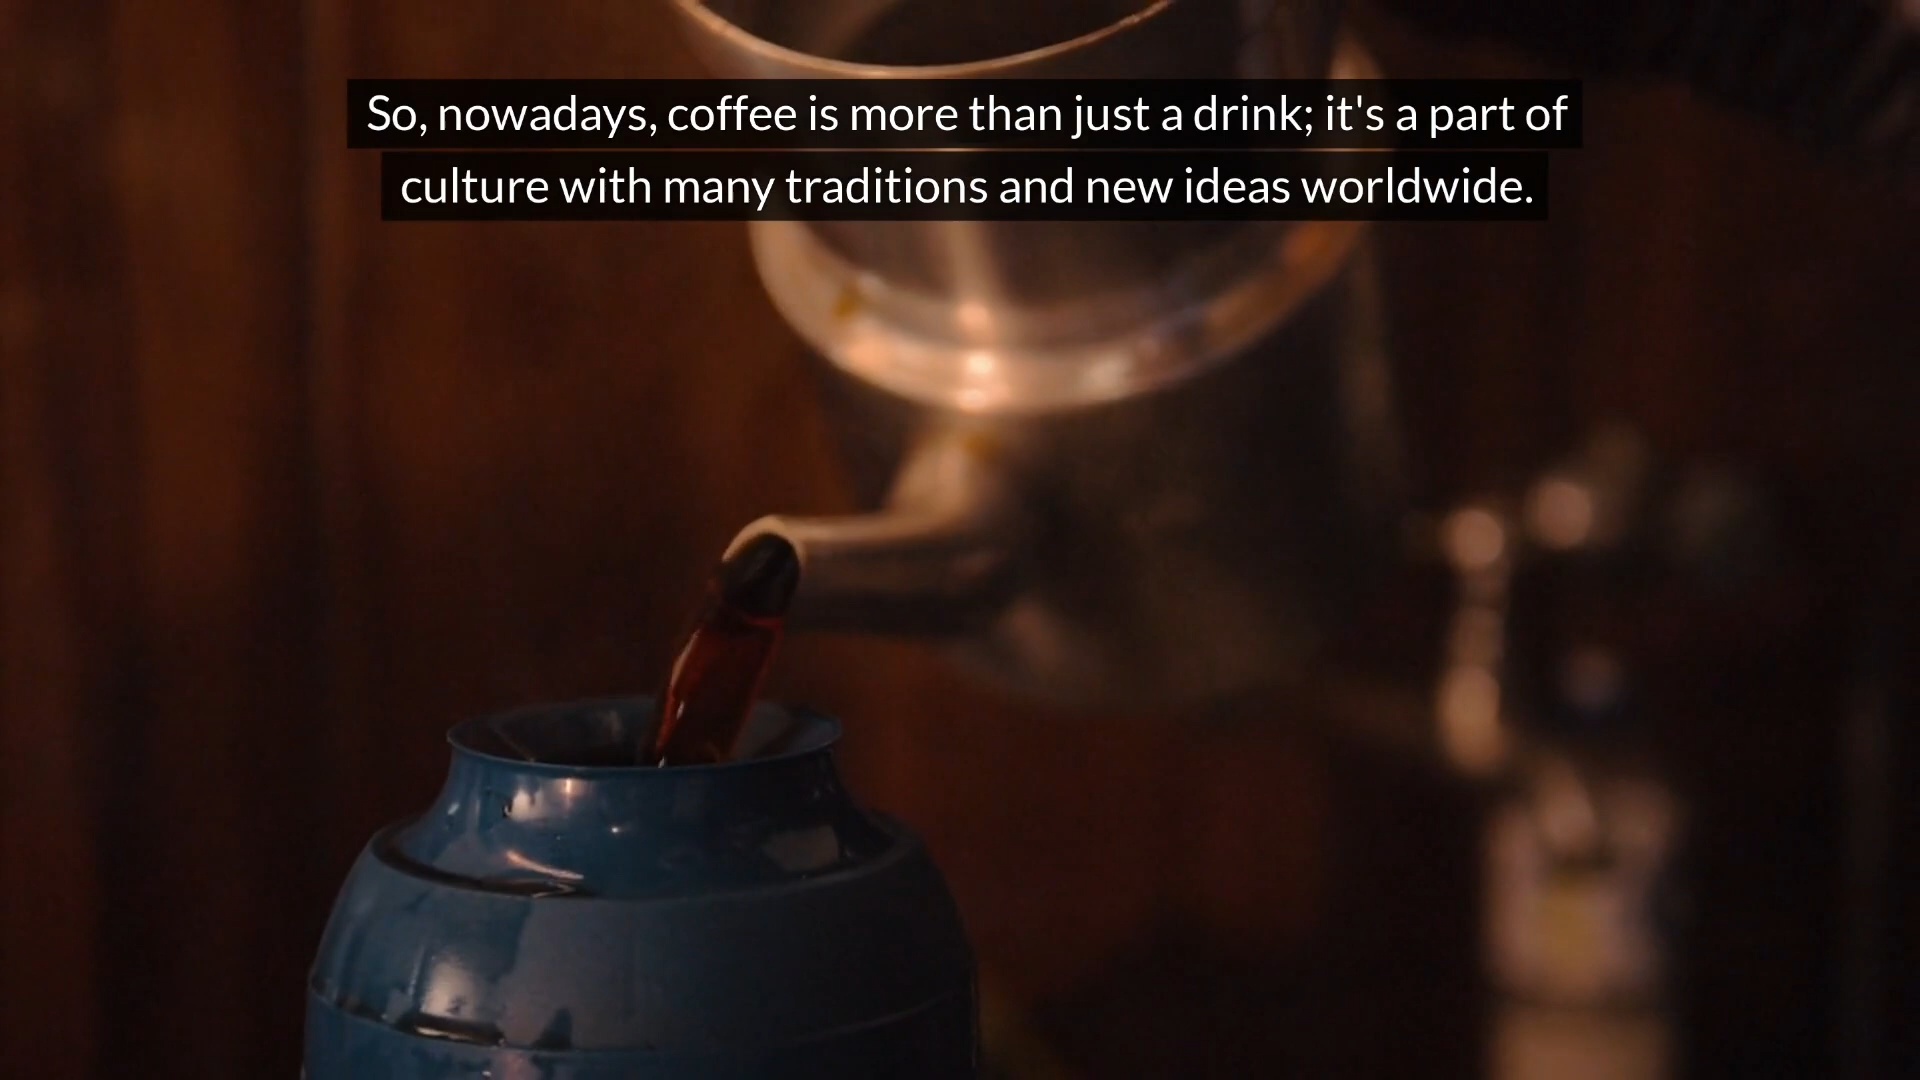 So, nowadays, coffee is more than just a drink; it's a part of
culture with many traditions and new ideas worldwide.